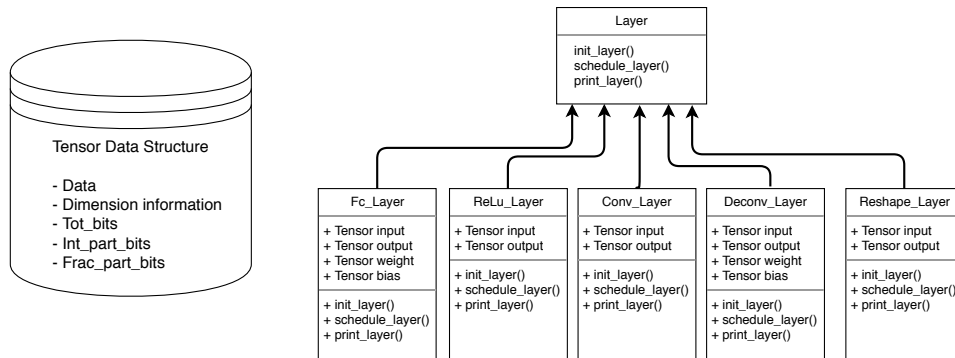 Tensor Data Structure
- Data
- Dimension information
- Tot_bits
- Int_part_bits
- Frac_part_bits
Layer
init_layer()
schedule_layer()
print_layer()
Fc_Layer
+ Tensor input
+ Tensor output
+ Tensor weight
+ Tensor bias
+ init_layer()
+ schedule_layer()
+ print_layer()
ReLu_Layer
+ Tensor input
+ Tensor output
+ init_layer()
+ schedule_layer()
+ print_layer()
Conv_Layer
+ Tensor input
+ Tensor output
+ init_layer()
+ schedule_layer()
+ print_layer()
Deconv_Layer
+ Tensor input
+ Tensor output
+ Tensor weight
+ Tensor bias
+ init_layer()
+ schedule_layer()
+ print_layer()
Reshape_Layer
+ Tensor input
+ Tensor output
+ init_layer()
+ schedule_layer()
+ print_layer()